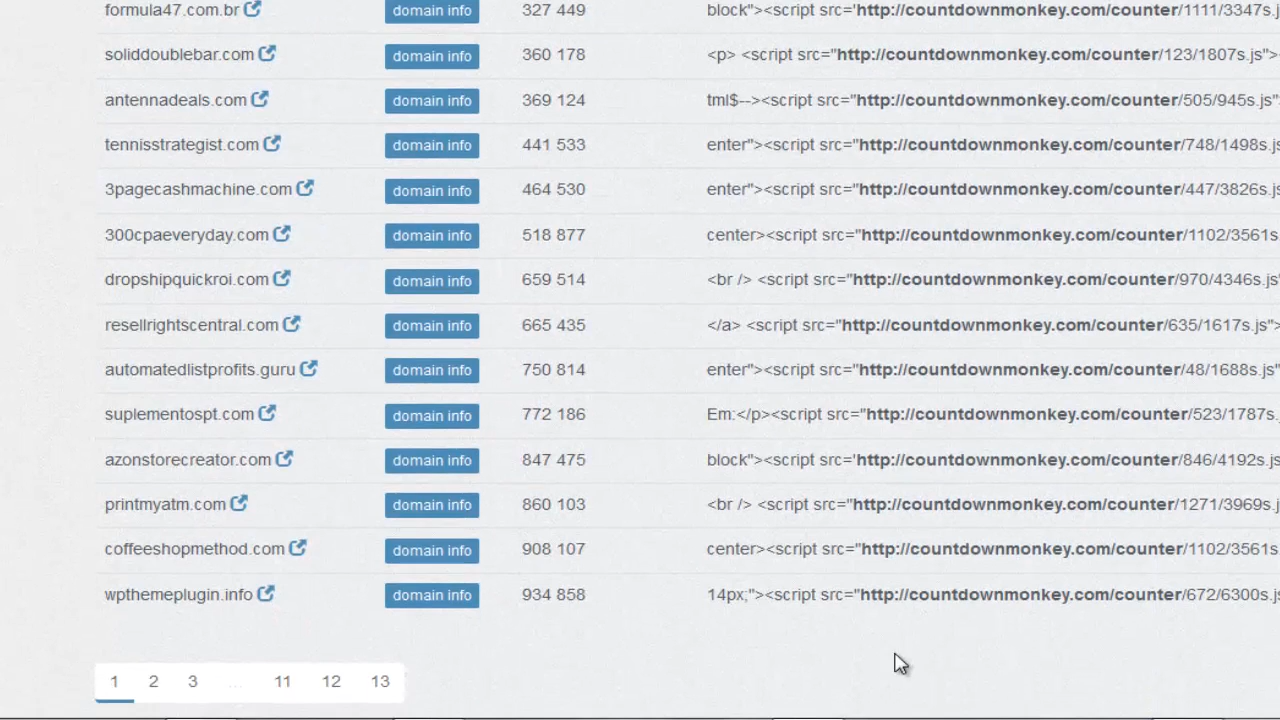 formula47.com.br domain info 327 449 block"><script src='http://countdownmonkey.com/counter/1111/3347s.j
soliddoublebar.com domain info 360 178 <p> <script src="http://countdownmonkey.com/counter/123/1807s.js">
antennadeals.com domain info 369 124 tml$--><script src="http://countdownmonkey.com/counter/505/945s.js"
tennisstrategist.com domain info 441 533 enter"><script src="http://countdownmonkey.com/counter/748/1498s.js
3pagecashmachine.com domain info 464 530 enter"><script src="http://countdownmonkey.com/counter/447/3826s.js
300cpaeveryday.com domain info 518 877 center><script src="http://countdownmonkey.com/counter/1102/3561s.
dropshipquickroi.com domain info 659 514 <br /> <script src="http://countdownmonkey.com/counter/970/4346s.js
resellrightscentral.com domain info 665 435 </a> <script src="http://countdownmonkey.com/counter/635/1617s.js">
automatedlistprofits.guru domain info 750 814 enter"><script src="http://countdownmonkey.com/counter/48/1688s.js"
suplementospt.com domain info 772 186 Em:</p><script src="http://countdownmonkey.com/counter/523/1787s.
azonstorecreator.com domain info 847 475 block"><script src='http://countdownmonkey.com/counter/846/4192s.js
printmyatm.com domain info 860 103 <br /> <script src="http://countdownmonkey.com/counter/1271/3969s.j
coffeeshopmethod.com domain info 908 107 center><script src="http://countdownmonkey.com/counter/1102/3561s
wpthemeplugin.info domain info 934 858 14px;"><script src="http://countdownmonkey.com/counter/672/6300s.js
1 2 3 ... 11 12 13